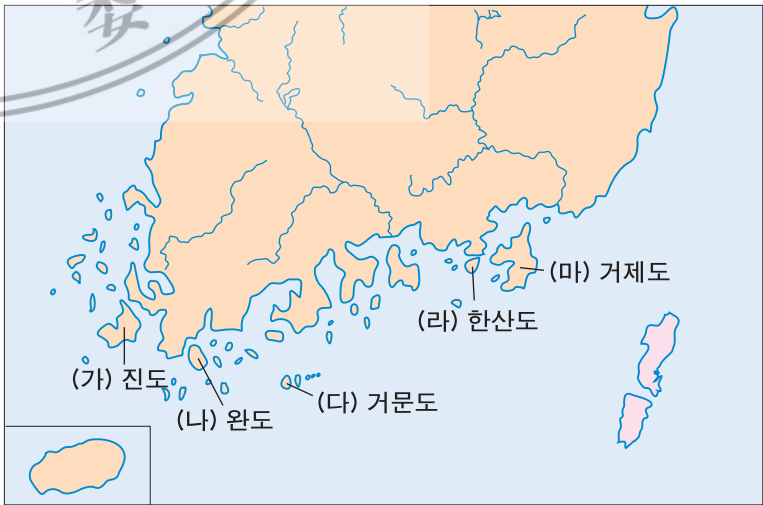 (마) 거제도
(라) 한산도
(가) 진도
(다) 거문도
(나) 완도